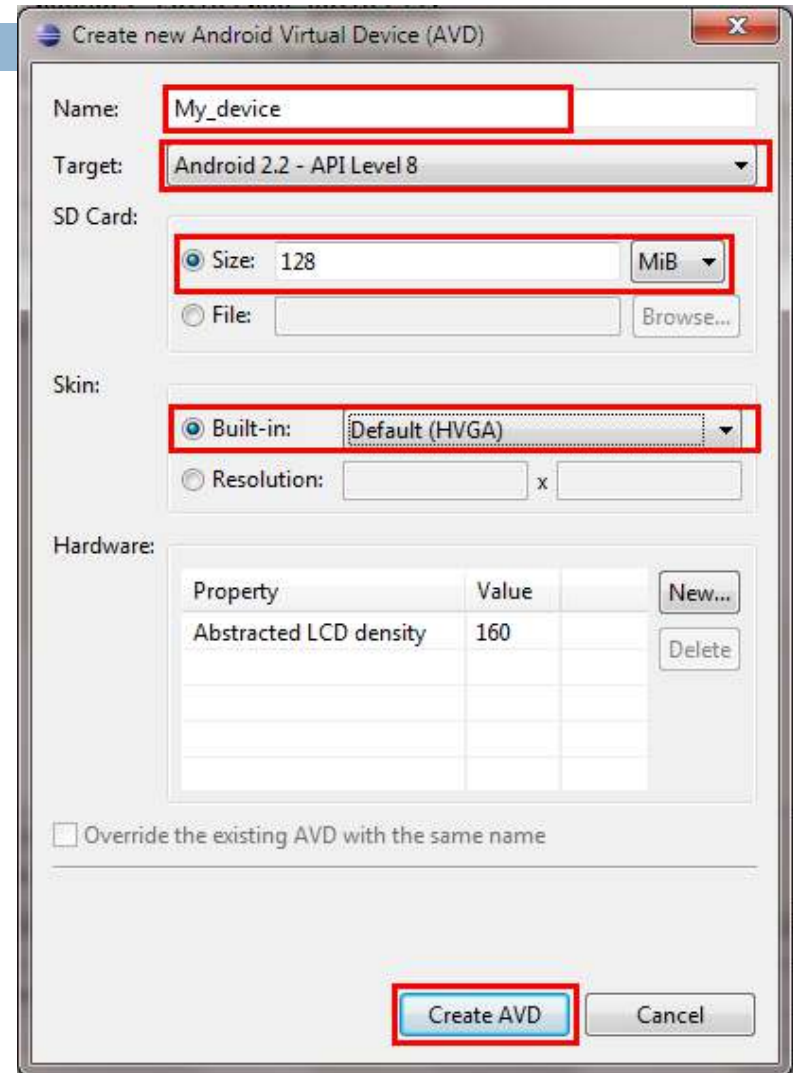 Create new Android Virtual Device (AVD)
Name: My_device
Target: Android 2.2 - API Level 8
SD Card:
Size: 128 MiB
File: Browse...
Skin:
Built-in: Default (HVGA)
Resolution: x
Hardware:
Property Value New...
Abstracted LCD density 160
Delete
Override the existing AVD with the same name
Create AVD Cancel